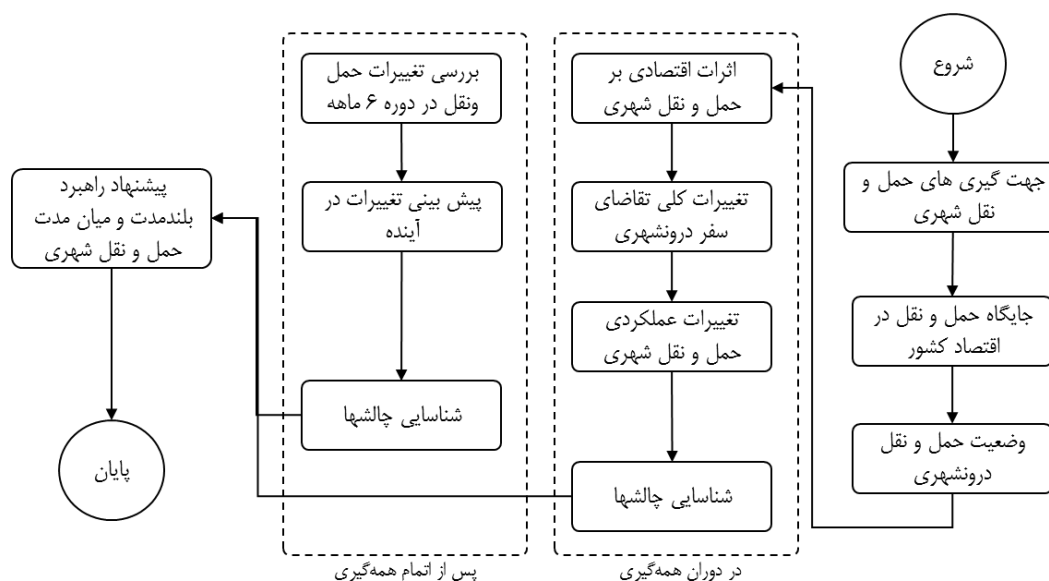 شروع
جهت گیری های حمل و
نقل شهری
جایگاه حمل و نقل در
اقتصاد کشور
وضعیت حمل و نقل
درونشهری
اثرات اقتصادی بر
حمل و نقل شهری
تغییرات کلی تقاضای
سفر درونشهری
تغییرات عملکردی
حمل و نقل شهری
شناسایی چالشها
در دوران همه‌گیری
بررسی تغییرات حمل
ونقل در دوره ۶ ماهه
پیش بینی تغییرات در
آینده
شناسایی چالشها
پس از اتمام همه‌گیری
پیشنهاد راهبرد
بلندمدت و میان مدت
حمل و نقل شهری
پایان